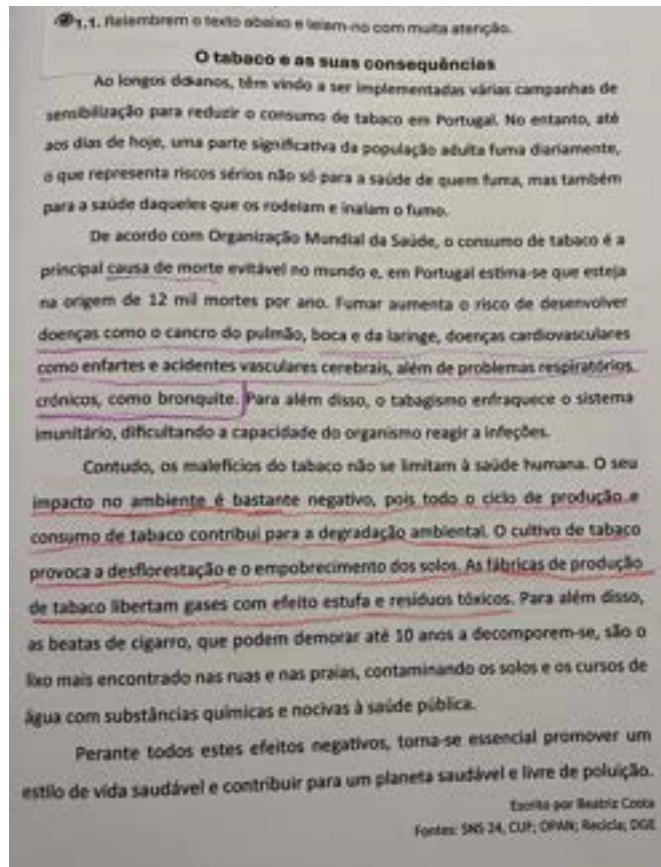 1.1. Relembrem o texto abaixo e leiam-no com muita atenção.
O tabaco e as suas consequências
Ao longos anos, têm vindo a ser implementadas várias campanhas de
sensibilização para reduzir o consumo de tabaco em Portugal. No entanto, até
aos dias de hoje, uma parte significativa da população adulta fuma diariamente,
o que representa riscos sérios não só para a saúde de quem fuma, mas também
para a saúde daqueles que os rodeiam e inalam o fumo.
De acordo com Organização Mundial da Saúde, o consumo de tabaco é a
principal causa de morte evitável no mundo e, em Portugal estima-se que esteja
na origem de 12 mil mortes por ano. Fumar aumenta o risco de desenvolver
doenças como o cancro do pulmão, boca e da laringe, doenças cardiovasculares
como enfartes e acidentes vasculares cerebrais, além de problemas respiratórios
crónicos, como bronquite. Para além disso, o tabagismo enfraquece o sistema
imunitário, dificultando a capacidade do organismo reagir a infeções.
Contudo, os malefícios do tabaco não se limitam à saúde humana. O seu
impacto no ambiente é bastante negativo, pois todo o ciclo de produção e
consumo de tabaco contribui para a degradação ambiental. O cultivo de tabaco
provoca a desflorestação e o empobrecimento dos solos. As fábricas de produção
de tabaco libertam gases com efeito estufa e resíduos tóxicos. Para além disso,
as beatas de cigarro, que podem demorar até 10 anos a decomporem-se, são o
lixo mais encontrado nas ruas e nas praias, contaminando os solos e os cursos de
água com substâncias químicas e nocivas à saúde pública.
Perante todos estes efeitos negativos, torna-se essencial promover um
estilo de vida saudável e contribuir para um planeta saudável e livre de poluição.
Escrito por Beatriz Costa
Fontes: SNS 24, CUF; OPAN; Recicla; DGE